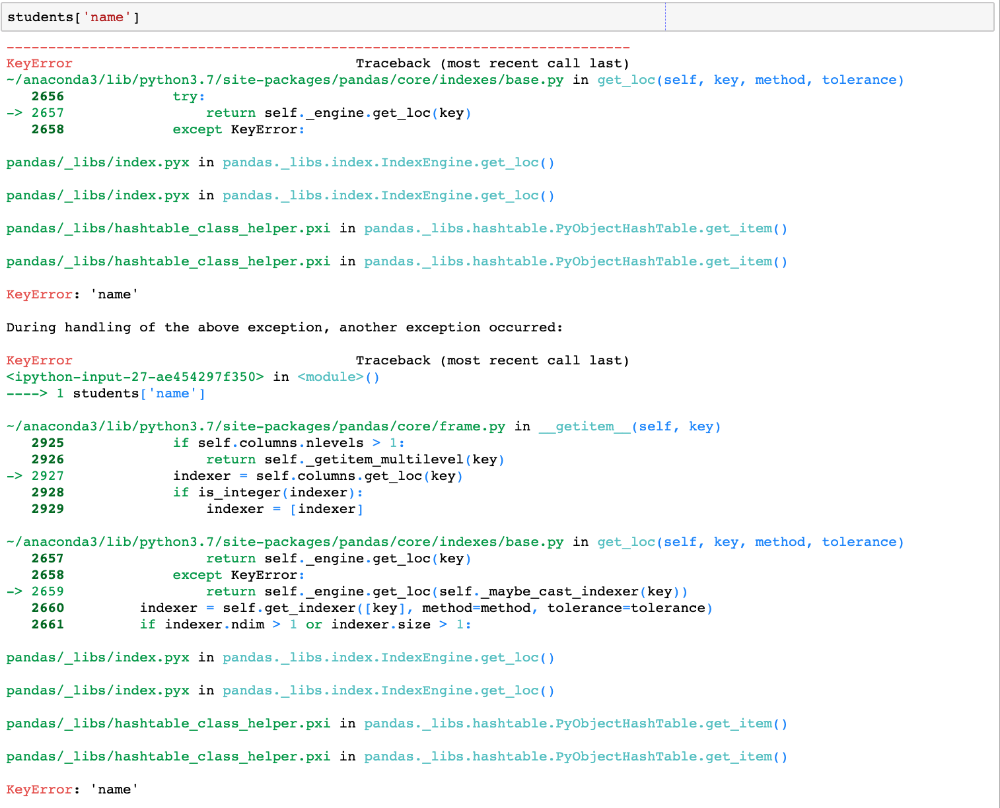 students['name']
---------------------------------------------------------------------------
KeyError                                  Traceback (most recent call last)
~/anaconda3/lib/python3.7/site-packages/pandas/core/indexes/base.py in get_loc(self, key, method, tolerance)
   2656             try:
-> 2657                 return self._engine.get_loc(key)
   2658             except KeyError:
pandas/_libs/index.pyx in pandas._libs.index.IndexEngine.get_loc()
pandas/_libs/index.pyx in pandas._libs.index.IndexEngine.get_loc()
pandas/_libs/hashtable_class_helper.pxi in pandas._libs.hashtable.PyObjectHashTable.get_item()
pandas/_libs/hashtable_class_helper.pxi in pandas._libs.hashtable.PyObjectHashTable.get_item()
KeyError: 'name'
During handling of the above exception, another exception occurred:
KeyError                                  Traceback (most recent call last)
<ipython-input-27-ae454297f350> in <module>()
----> 1 students['name']
~/anaconda3/lib/python3.7/site-packages/pandas/core/frame.py in __getitem__(self, key)
   2925             if self.columns.nlevels > 1:
   2926                 return self._getitem_multilevel(key)
-> 2927             indexer = self.columns.get_loc(key)
   2928             if is_integer(indexer):
   2929                 indexer = [indexer]
~/anaconda3/lib/python3.7/site-packages/pandas/core/indexes/base.py in get_loc(self, key, method, tolerance)
   2657                 return self._engine.get_loc(key)
   2658             except KeyError:
-> 2659                 return self._engine.get_loc(self._maybe_cast_indexer(key))
   2660         indexer = self.get_indexer([key], method=method, tolerance=tolerance)
   2661         if indexer.ndim > 1 or indexer.size > 1:
pandas/_libs/index.pyx in pandas._libs.index.IndexEngine.get_loc()
pandas/_libs/index.pyx in pandas._libs.index.IndexEngine.get_loc()
pandas/_libs/hashtable_class_helper.pxi in pandas._libs.hashtable.PyObjectHashTable.get_item()
pandas/_libs/hashtable_class_helper.pxi in pandas._libs.hashtable.PyObjectHashTable.get_item()
KeyError: 'name'